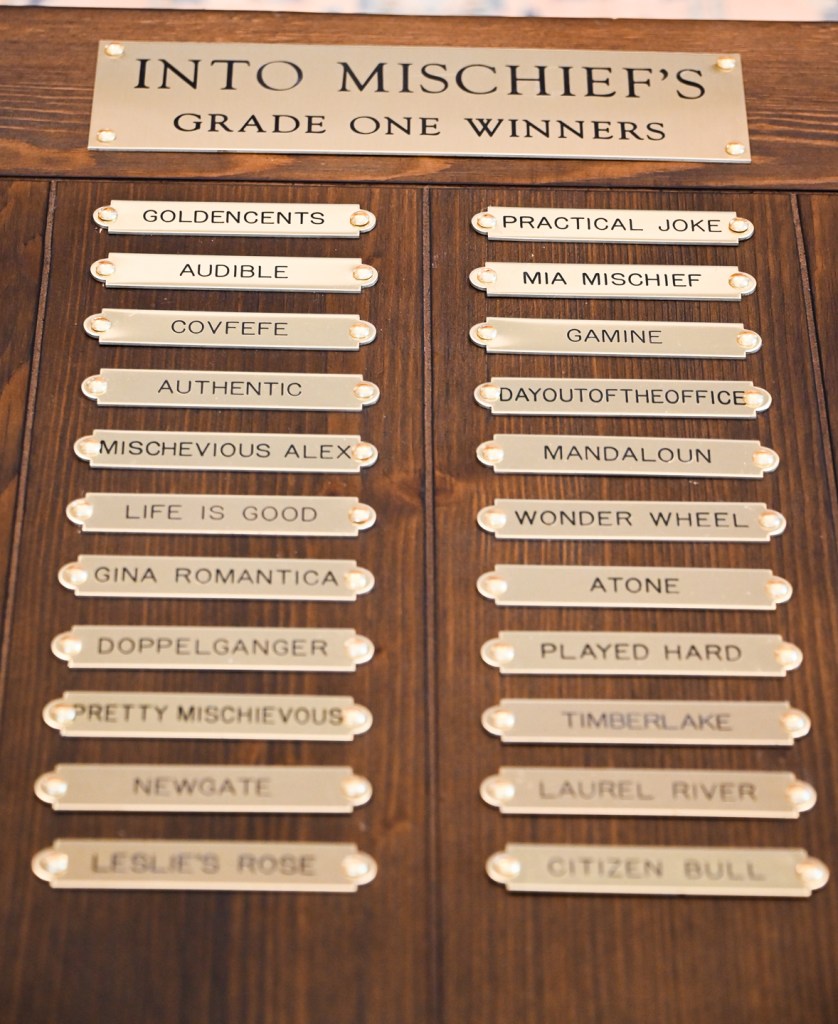 INTO MISCHIEF'S
GRADE ONE WINNERS
GOLDENCENTS
PRACTICAL JOKE
AUDIBLE
MIA MISCHIEF
COVFEFE
GAMINE
AUTHENTIC
DAYOUTOFTHEOFFICE
MISCHEVIOUS ALEX
MANDALOUN
LIFE IS GOOD
WONDER WHEEL
GINA ROMANTICA
ATONE
DOPPELGANGER
PLAYED HARD
PRETTY MISCHIEVOUS
TIMBERLAKE
NEWGATE
LAUREL RIVER
LESLIE'S ROSE
CITIZEN BULL